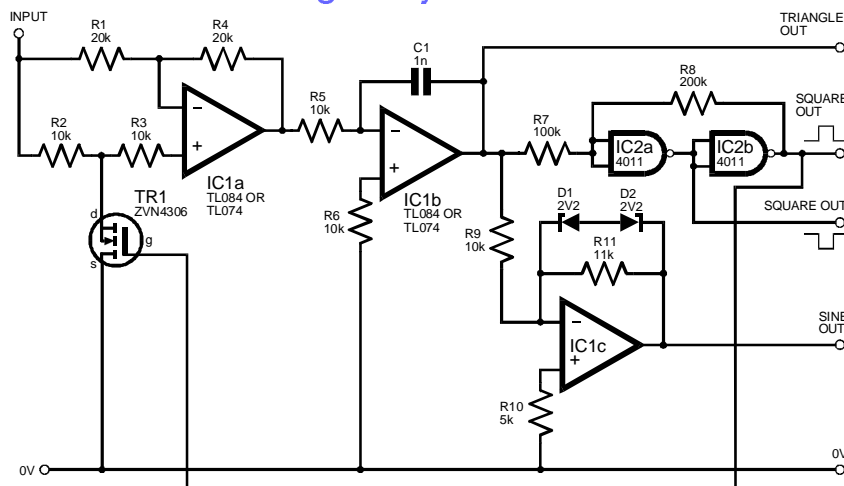 INPUT
R1
20k
R4
20k
C1
1n
TRIANGLE
OUT
R2
10k
R3
10k
R5
10k
R7
100k
R8
200k
SQUARE
OUT
IC2a
4011
IC2b
4011
IC1a
TL084 OR
TL074
IC1b
TL084 OR
TL074
TR1
ZVN4306
d
g
s
R6
10k
R9
10k
D1
2V2
D2
2V2
R11
11k
SQUARE OUT
SINE
OUT
IC1c
R10
5k
0V
0V